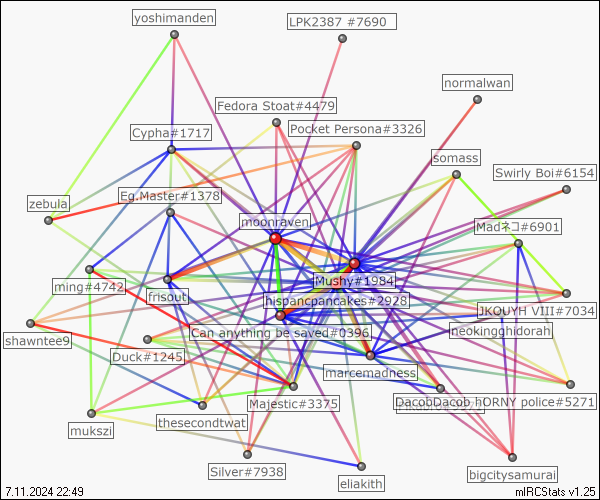 yoshimanden
LPK2387 #7690
normalwan
Fedora Stoat#4479
Cypha#1717
Pocket Persona#3326
somass
Swirly Boi#6154
Eg.Master#1378
zebula
moonraven
Madネコ#6901
Mushy#1984
ming#4742
frisout
hispancpancakes#2928
JKOUYH VIII#7034
shawntee9
Can anything be saved#0396
neokingghidorah
Duck#1245
marcemadness
Majestic#3375
DacobDacob hORNY police#5271
mukszi
thesecondtwat
Silver#7938
eliakith
bigcitysamurai
7.11.2024 22:49
mIRCStats v1.25